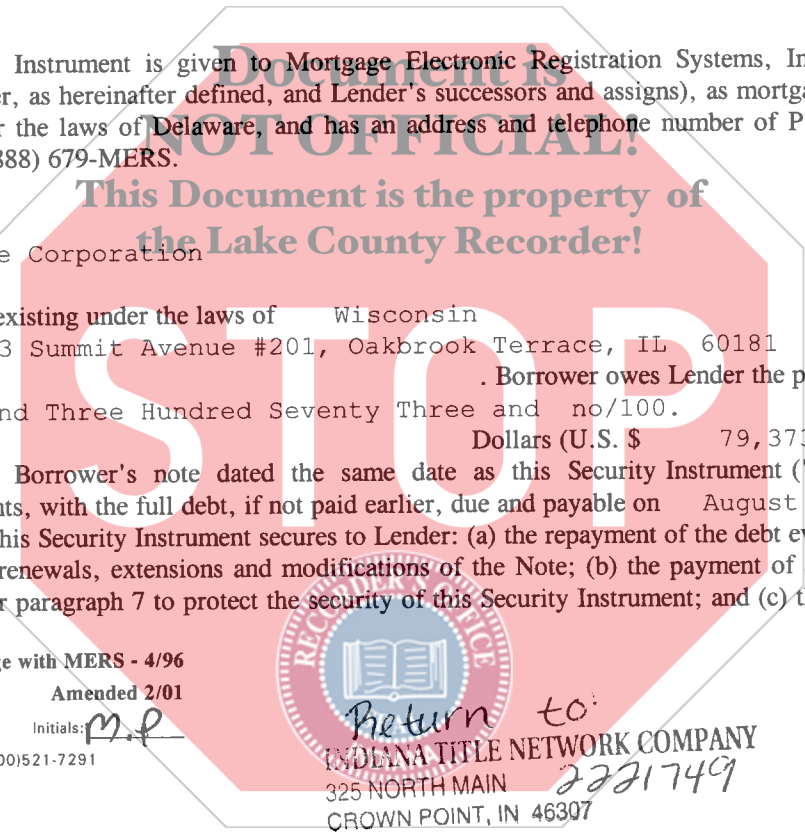 Document is
NOT OFFICIAL!
This Document is the property of
the Lake County Recorder!
STOP
Instrument is given to Mortgage Electronic Registration Systems, In
er, as hereinafter defined, and Lender's successors and assigns), as mortga
r the laws of Delaware, and has an address and telephone number of P
888) 679-MERS.
e Corporation
existing under the laws of Wisconsin
3 Summit Avenue #201, Oakbrook Terrace, IL 60181
. Borrower owes Lender the p
nd Three Hundred Seventy Three and no/100.
Dollars (U.S. $ 79,373
Borrower's note dated the same date as this Security Instrument ("
nts, with the full debt, if not paid earlier, due and payable on August
his Security Instrument secures to Lender: (a) the repayment of the debt ev
renewals, extensions and modifications of the Note; (b) the payment of
r paragraph 7 to protect the security of this Security Instrument; and (c) th
RECORDER'S OFFICE
INDIANA
ge with MERS - 4/96
Amended 2/01
Initials: M.P
00)521-7291
Return to:
INDIANA TITLE NETWORK COMPANY
325 NORTH MAIN 2221749
CROWN POINT, IN 46307